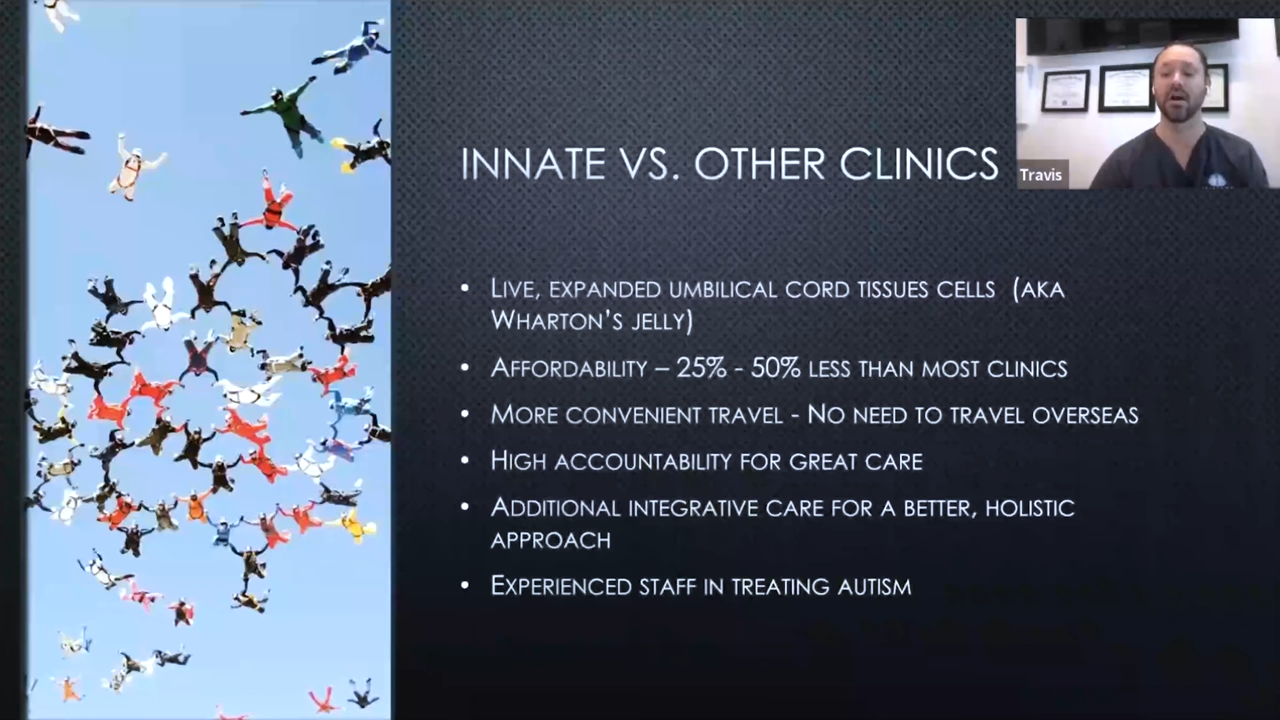 INNATE VS. OTHER CLINICS
Travis
• LIVE, EXPANDED UMBILICAL CORD TISSUES CELLS (AKA
WHARTON'S JELLY)
• AFFORDABILITY – 25% - 50% LESS THAN MOST CLINICS
• MORE CONVENIENT TRAVEL - NO NEED TO TRAVEL OVERSEAS
• HIGH ACCOUNTABILITY FOR GREAT CARE
• ADDITIONAL INTEGRATIVE CARE FOR A BETTER, HOLISTIC
APPROACH
• EXPERIENCED STAFF IN TREATING AUTISM